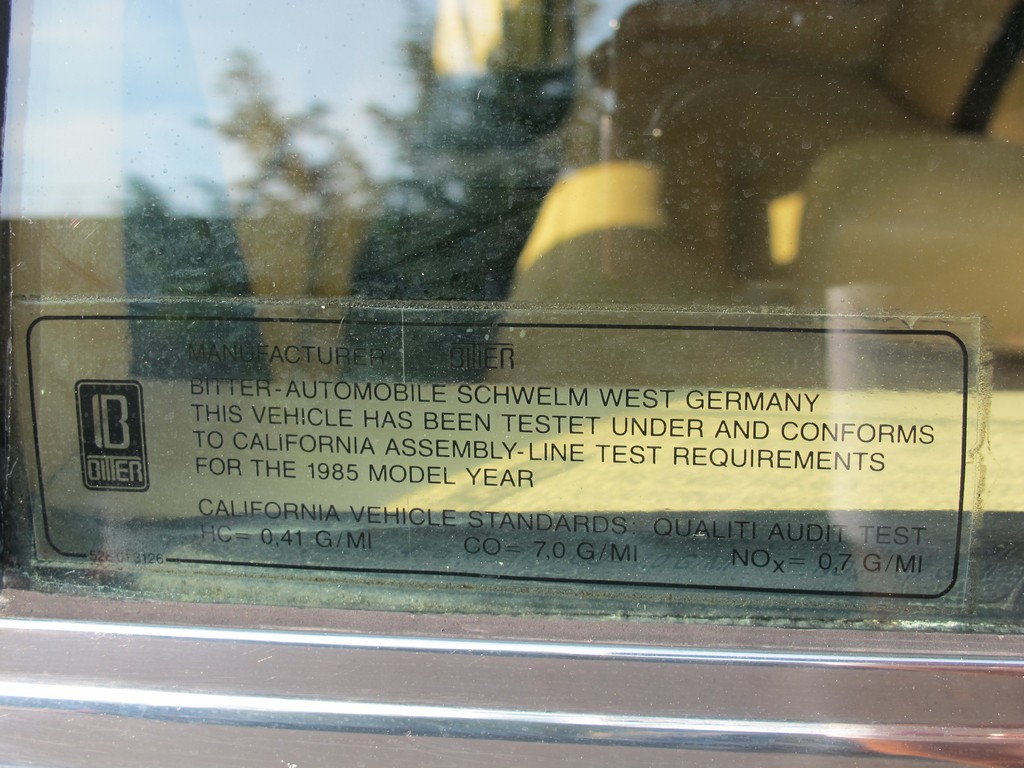 MANUFACTURER BITTER
BITTER-AUTOMOBILE SCHWELM WEST GERMANY
THIS VEHICLE HAS BEEN TESTET UNDER AND CONFORMS
TO CALIFORNIA ASSEMBLY-LINE TEST REQUIREMENTS
FOR THE 1985 MODEL YEAR
B
BITTER
CALIFORNIA VEHICLE STANDARDS: QUALITI AUDIT TEST
HC= 0,41 G/MI CO= 7,0 G/MI NOx= 0,7 G/MI